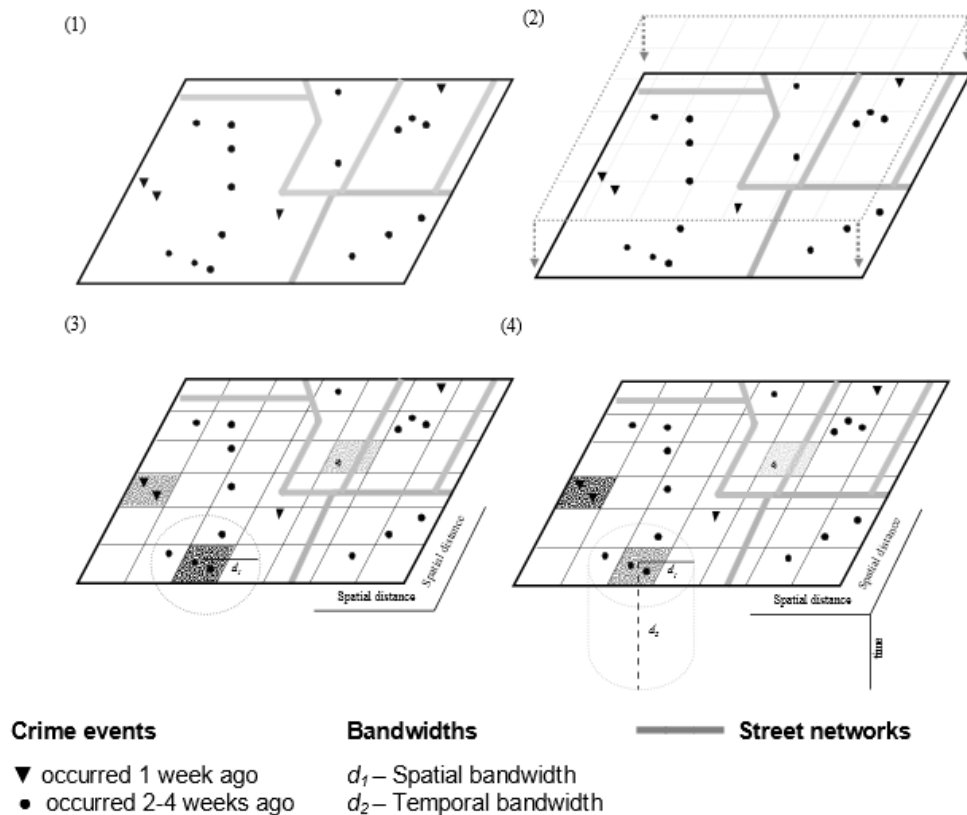 (1)
(2)
(3)
(4)
d₁
Spatial distance
Spatial distance
d₁
Spatial distance
Spatial distance
d₂
time
Crime events
Bandwidths
Street networks
▼ occurred 1 week ago
d₁ – Spatial bandwidth
● occurred 2-4 weeks ago
d₂ – Temporal bandwidth